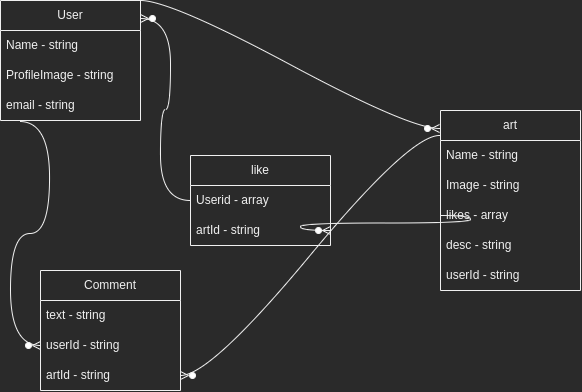 User
Name - string
ProfileImage - string
email - string
art
Name - string
Image - string
likes - array
desc - string
userId - string
like
Userid - array
artId - string
Comment
text - string
userId - string
artId - string